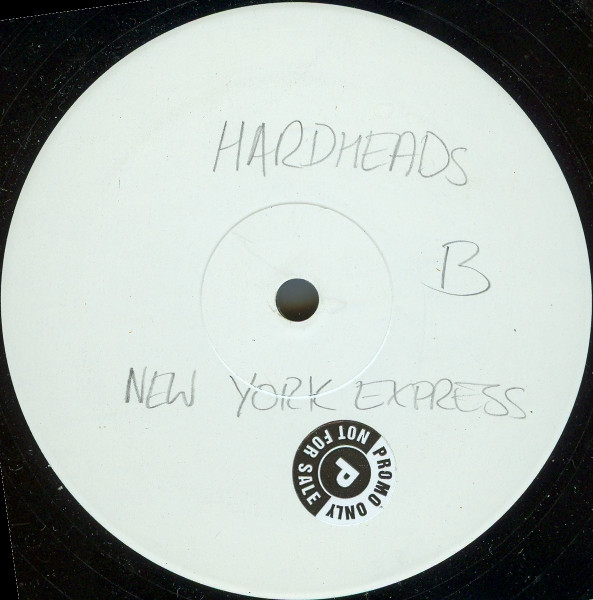 HARDHEADS
B
NEW YORK EXPRESS
PROMO ONLY
NOT FOR SALE
P